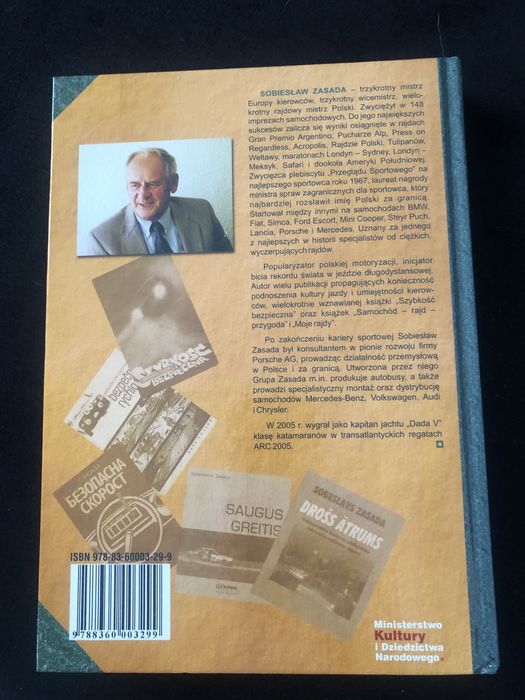 SOBIESŁAW ZASADA – trzykrotny mistrz
Europy kierowców, trzykrotny wicemistrz, wielo-
krotny rajdowy mistrz Polski. Zwyciężył w 148
imprezach samochodowych. Do jego największych
sukcesów zalicza się wyniki osiągnięte w rajdach
Gran Premio Argentino, Pucharze Alp, Press on
Regardless, Acropolis, Rajdzie Polski, Tulipanów,
Wełtawy, maratonach Londyn – Sydney, Londyn –
Meksyk, Safari i dookoła Ameryki Południowej.
Zwycięzca plebiscytu „Przeglądu Sportowego” na
najlepszego sportowca roku 1967, laureat nagrody
ministra spraw zagranicznych dla sportowca, który
najbardziej rozsławił imię Polski za granicą.
Startował między innymi na samochodach BMW,
Fiat, Simca, Ford Escort, Mini Cooper, Steyr Puch,
Lancia, Porsche i Mercedes. Uznany za jednego
z najlepszych w historii specjalistów od ciężkich,
wyczerpujących rajdów.
Popularyzator polskiej motoryzacji, inicjator
bicia rekordu świata w jeździe długodystansowej.
Autor wielu publikacji propagujących konieczność
podnoszenia kultury jazdy i umiejętności kierow-
ców, wielokrotnie wznawianej książki „Szybkość
bezpieczna” oraz książek „Samochód – rajd –
przygoda” i „Moje rajdy”.
Po zakończeniu kariery sportowej Sobiesław
Zasada był konsultantem w pionie rozwoju firmy
Porsche AG, prowadząc działalność przemysłową
w Polsce i za granicą. Utworzona przez niego
Grupa Zasada m.in. produkuje autobusy, a także
prowadzi specjalistyczny montaż oraz dystrybucję
samochodów Mercedes-Benz, Volkswagen, Audi
i Chrysler.
W 2005 r. wygrał jako kapitan jachtu „Dada V”
klasę katamaranów w transatlantyckich regatach
ARC 2005.
SZYBKOŚĆ
BEZPIECZNA
БЕЗОПАСНА
СКОРОСТ
SAUGUS
GREITIS
SOBESLAVS ZASADA
DROŠS ĀTRUMS
ISBN 978-83-60003-29-9
9 788360 003299
Ministerstwo
Kultury
i Dziedzictwa
Narodowego.